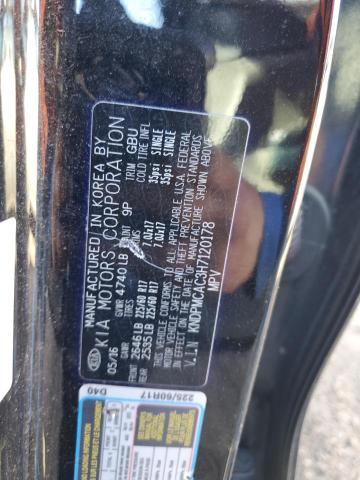 MANUFACTURED IN KOREA BY
KIA MOTORS CORPORATION
05/16 GVWR 4740LB 9P TRIM GBU
GAWR COLD TIRE INFL
FRONT 2646LB 225/60 R17 7.0Jx17 35psi SINGLE
REAR 2535LB 225/60 R17 7.0Jx17 35psi SINGLE
THIS VEHICLE CONFORMS TO ALL APPLICABLE U.S.A. FEDERAL
MOTOR VEHICLE SAFETY AND THEFT PREVENTION STANDARDS
IN EFFECT ON THE DATE OF MANUFACTURE SHOWN ABOVE.
V.I.N KNDPMCAC3H7120178
MPV
D40
225/60R17